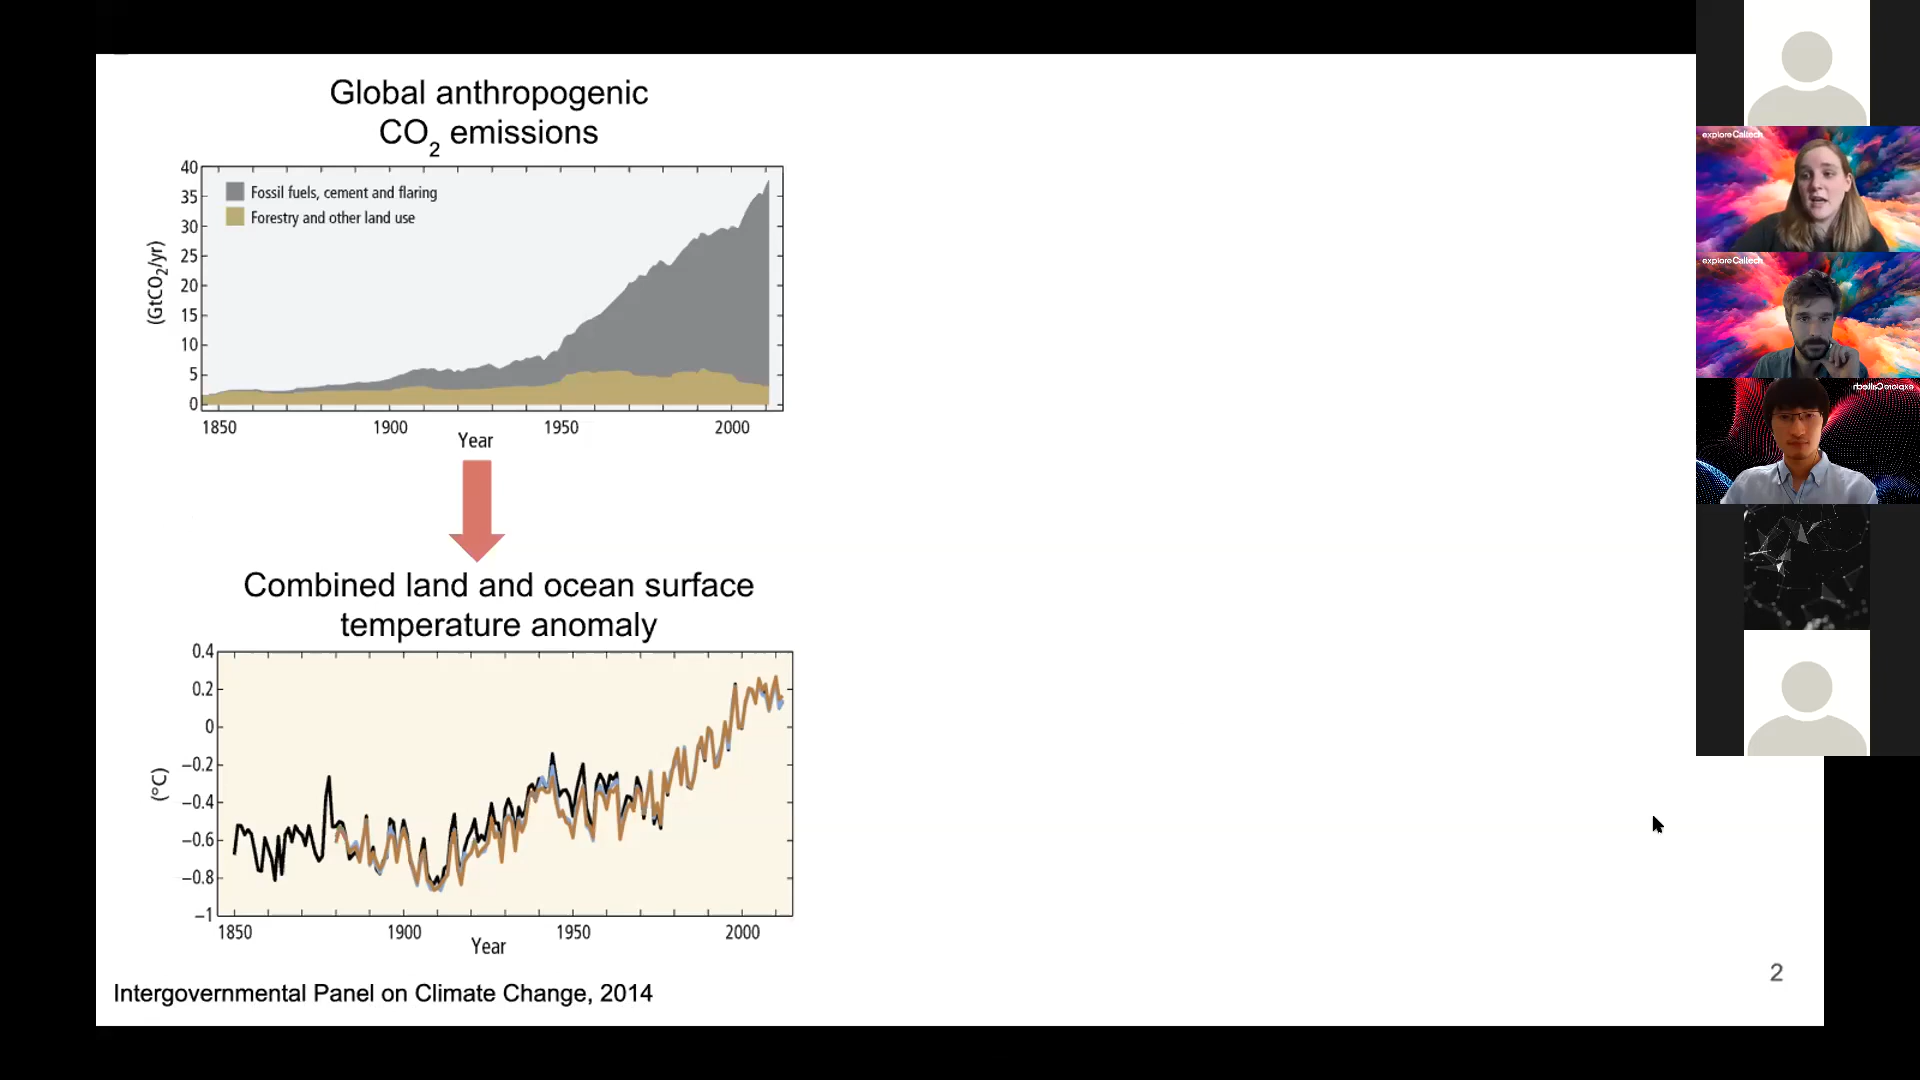 Global anthropogenic
CO2 emissions
40
35
30
25
20
15
10
5
0
(GtCO2/yr)
Fossil fuels, cement and flaring
Forestry and other land use
1850
1900
1950
2000
Year
Combined land and ocean surface
temperature anomaly
0.4
0.2
0
−0.2
−0.4
−0.6
−0.8
−1
(°C)
1850
1900
1950
2000
Year
Intergovernmental Panel on Climate Change, 2014
2
exploreCaltech
exploreCaltech
exploreCaltech